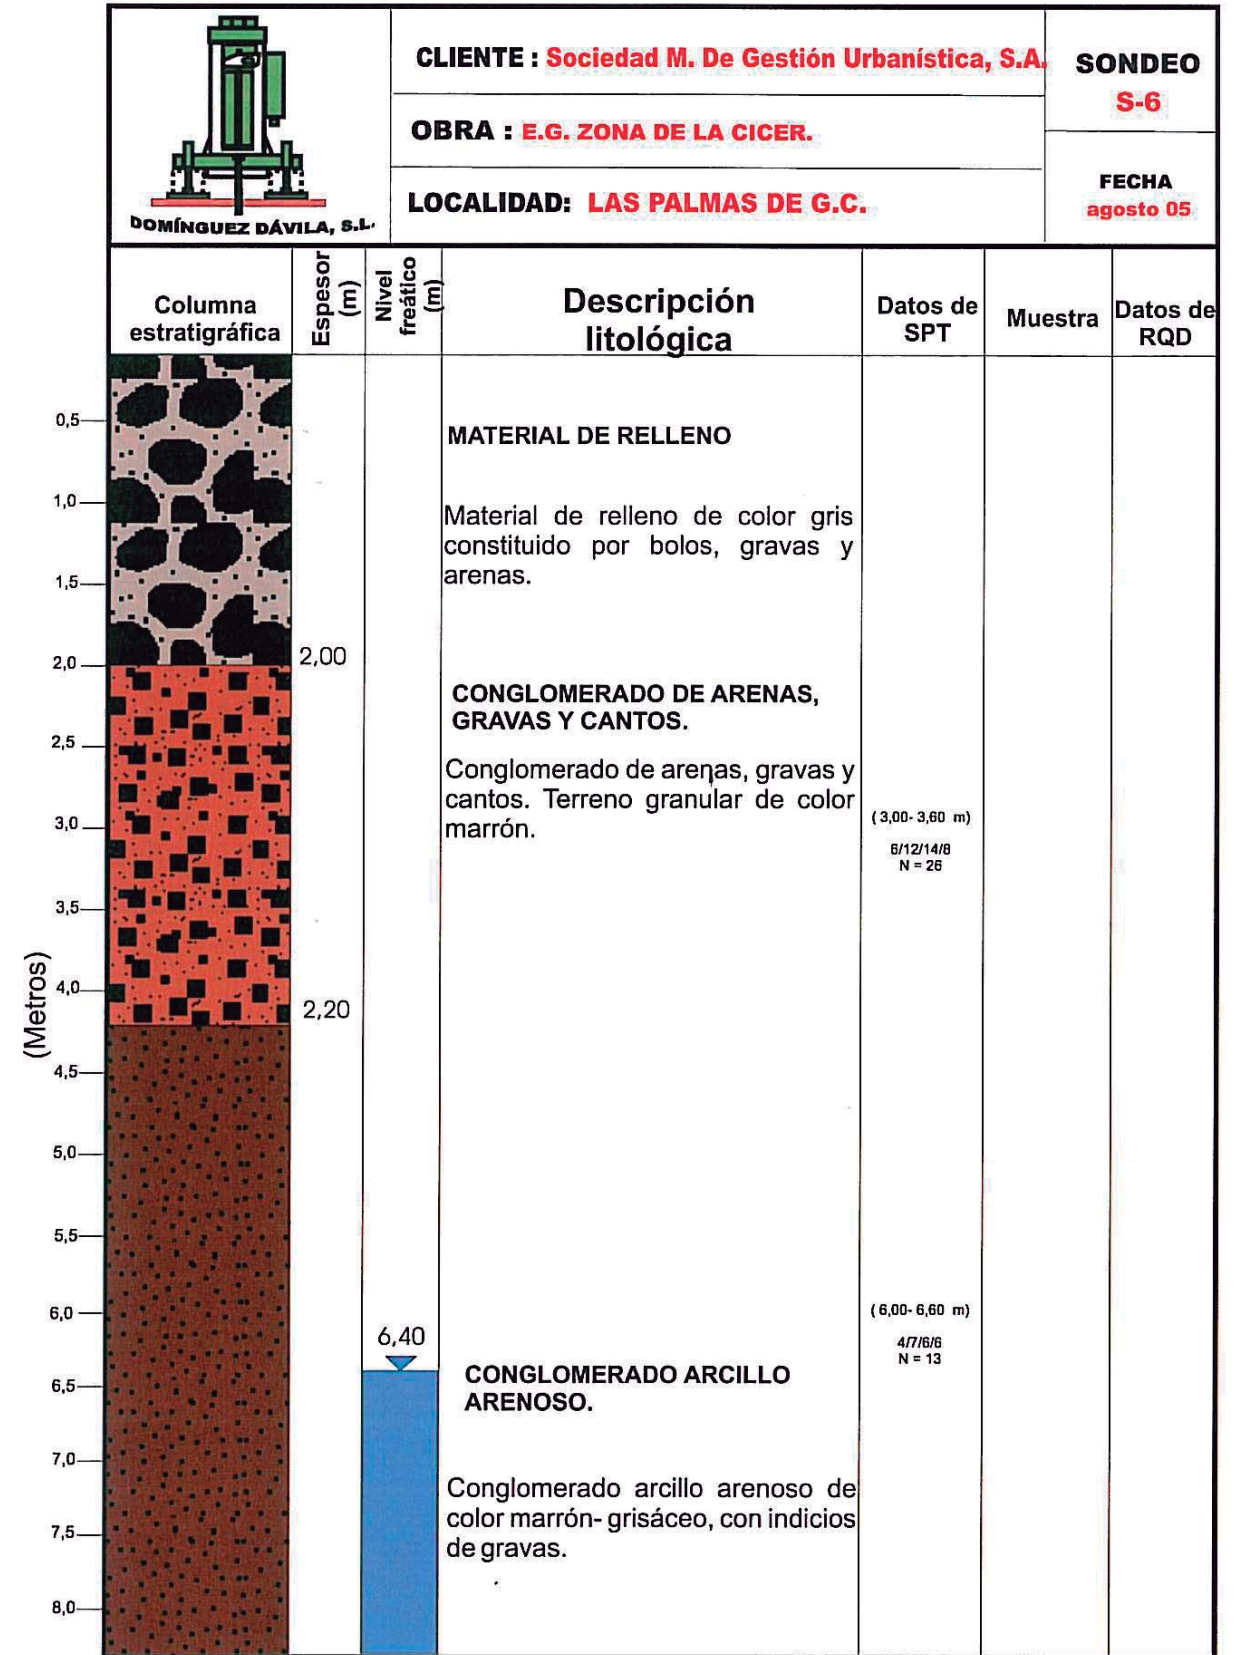 CLIENTE : Sociedad M. De Gestión Urbanística, S.A.
SONDEO
S-6
OBRA : E.G. ZONA DE LA CICER.
LOCALIDAD: LAS PALMAS DE G.C.
FECHA
agosto 05
DOMÍNGUEZ DÁVILA, S.L.
Columna
estratigráfica
Espesor
(m)
Nivel
freático
(m)
Descripción
litológica
Datos de
SPT
Muestra
Datos de
RQD
0,5
MATERIAL DE RELLENO
1,0
Material de relleno de color gris
constituido por bolos, gravas y
arenas.
1,5
2,0
2,00
CONGLOMERADO DE ARENAS,
GRAVAS Y CANTOS.
2,5
Conglomerado de arenas, gravas y
cantos. Terreno granular de color
marrón.
3,0
(3,00- 3,60 m)
6/12/14/8
N = 26
3,5
(Metros)
4,0
2,20
4,5
5,0
5,5
6,0
(6,00- 6,60 m)
4/7/6/6
N = 13
6,40
CONGLOMERADO ARCILLO
ARENOSO.
6,5
7,0
Conglomerado arcillo arenoso de
color marrón- grisáceo, con indicios
de gravas.
7,5
8,0